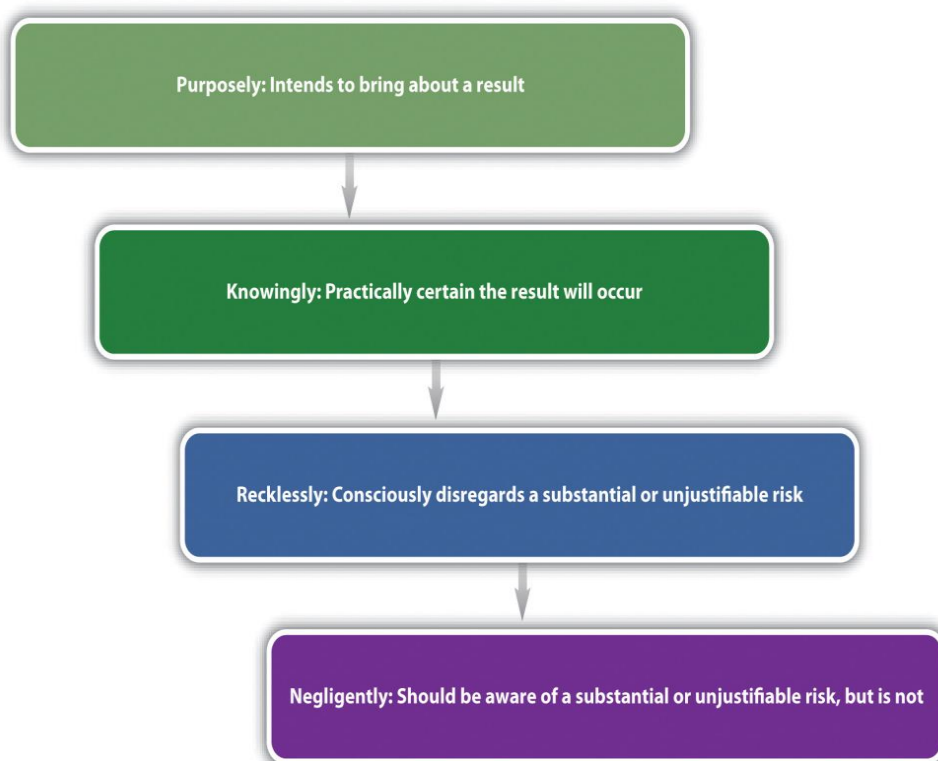 Purposely: Intends to bring about a result
Knowingly: Practically certain the result will occur
Recklessly: Consciously disregards a substantial or unjustifiable risk
Negligently: Should be aware of a substantial or unjustifiable risk, but is not